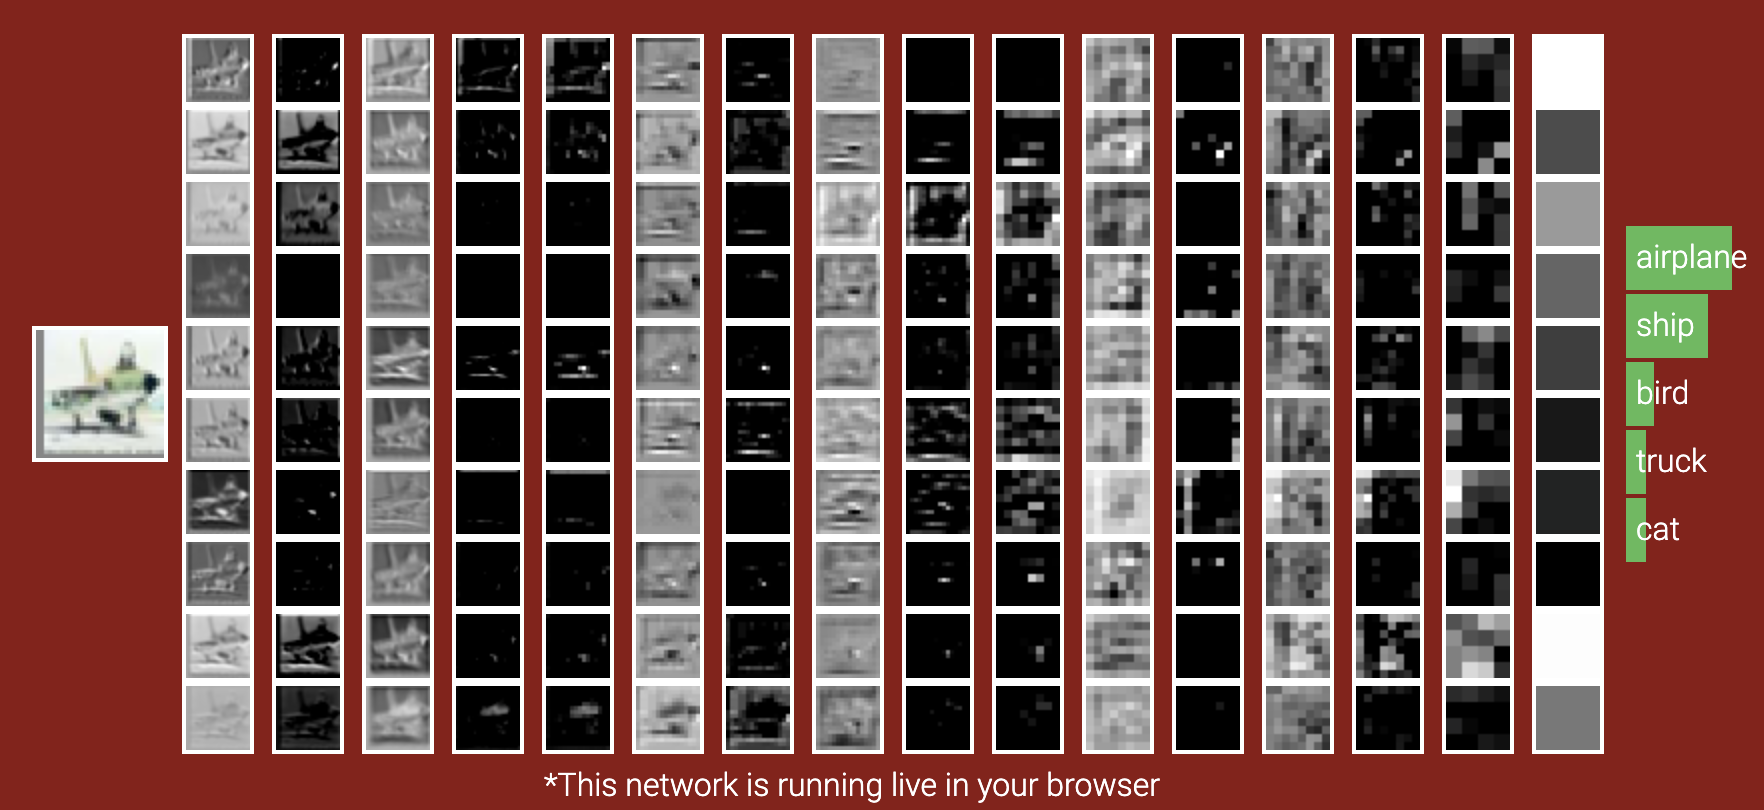 airplane
ship
bird
truck
cat
*This network is running live in your browser